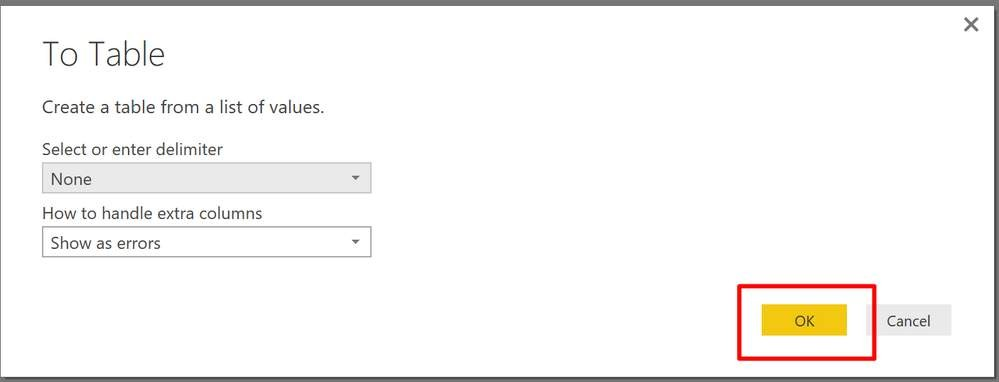 To Table
Create a table from a list of values.
Select or enter delimiter
None
How to handle extra columns
Show as errors
OK
Cancel